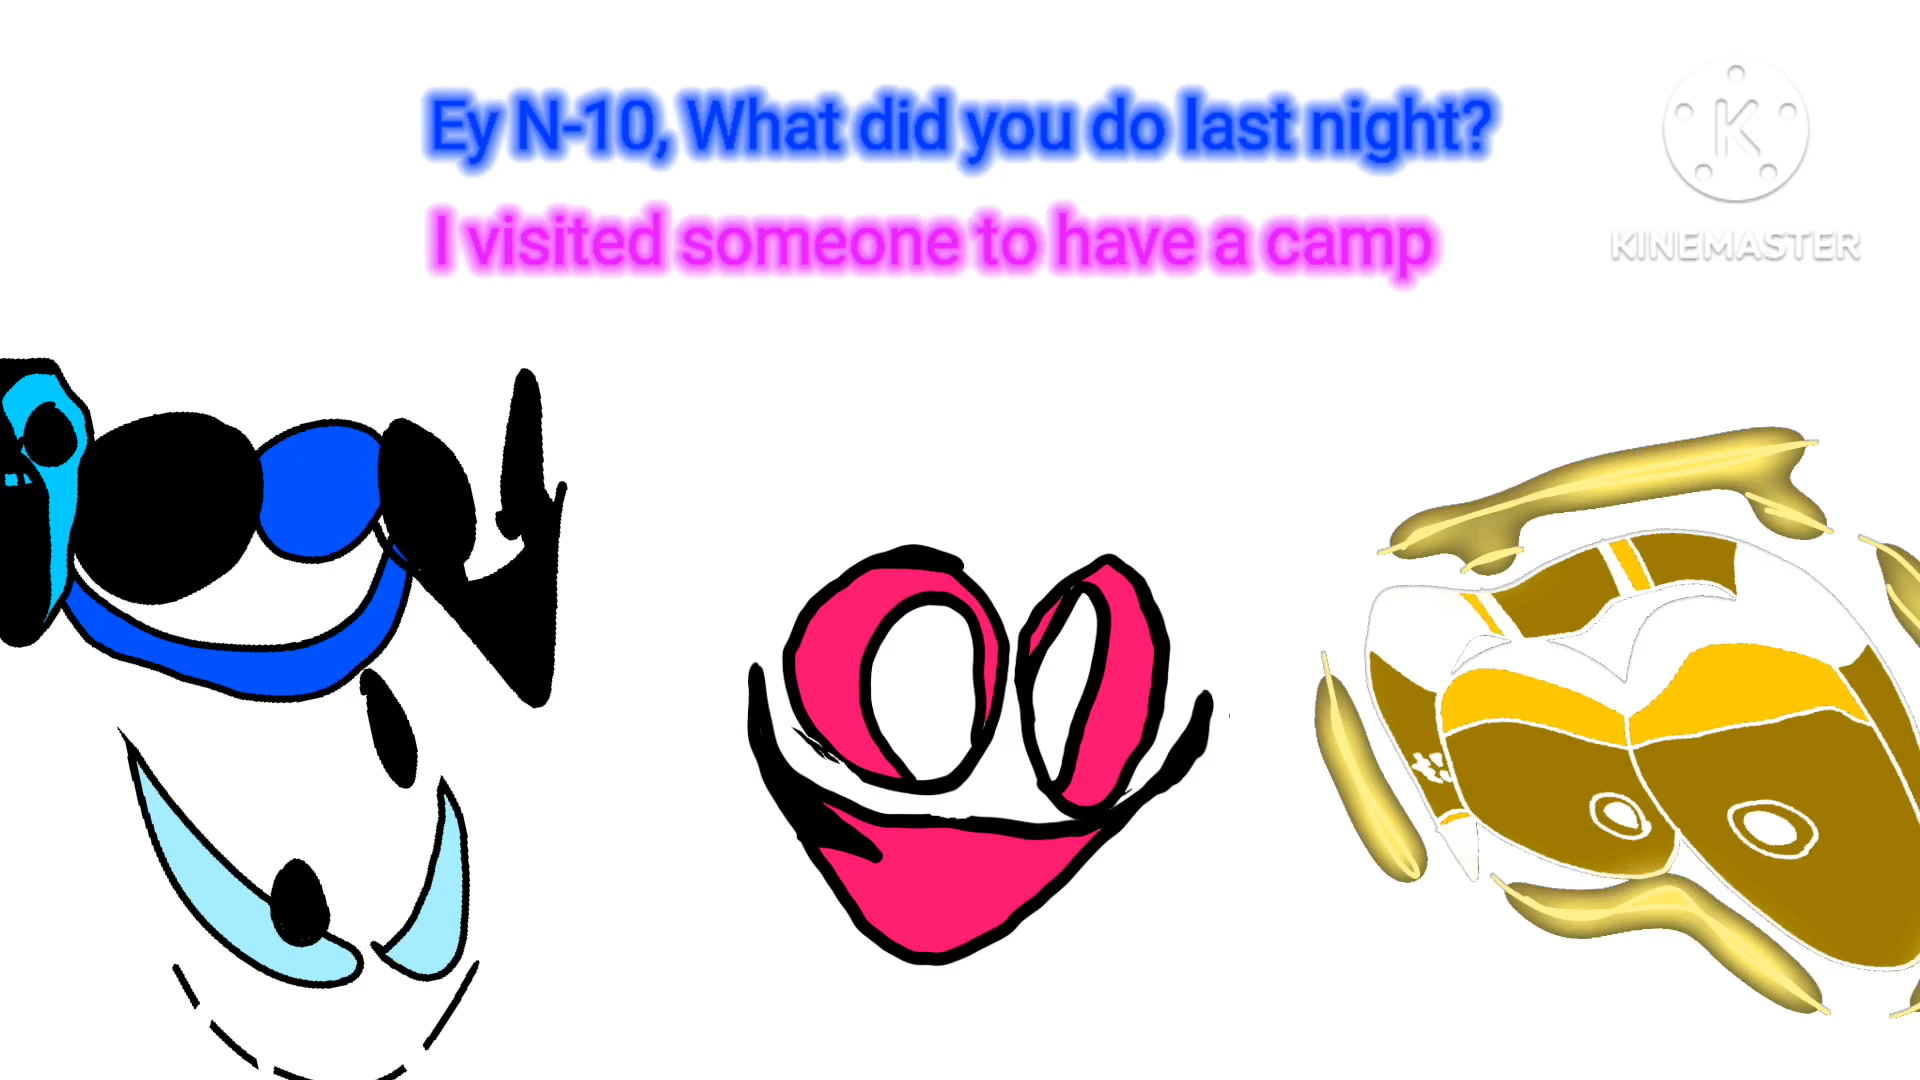 Ey N-10, What did you do last night?
I visited someone to have a camp
K
KINEMASTER